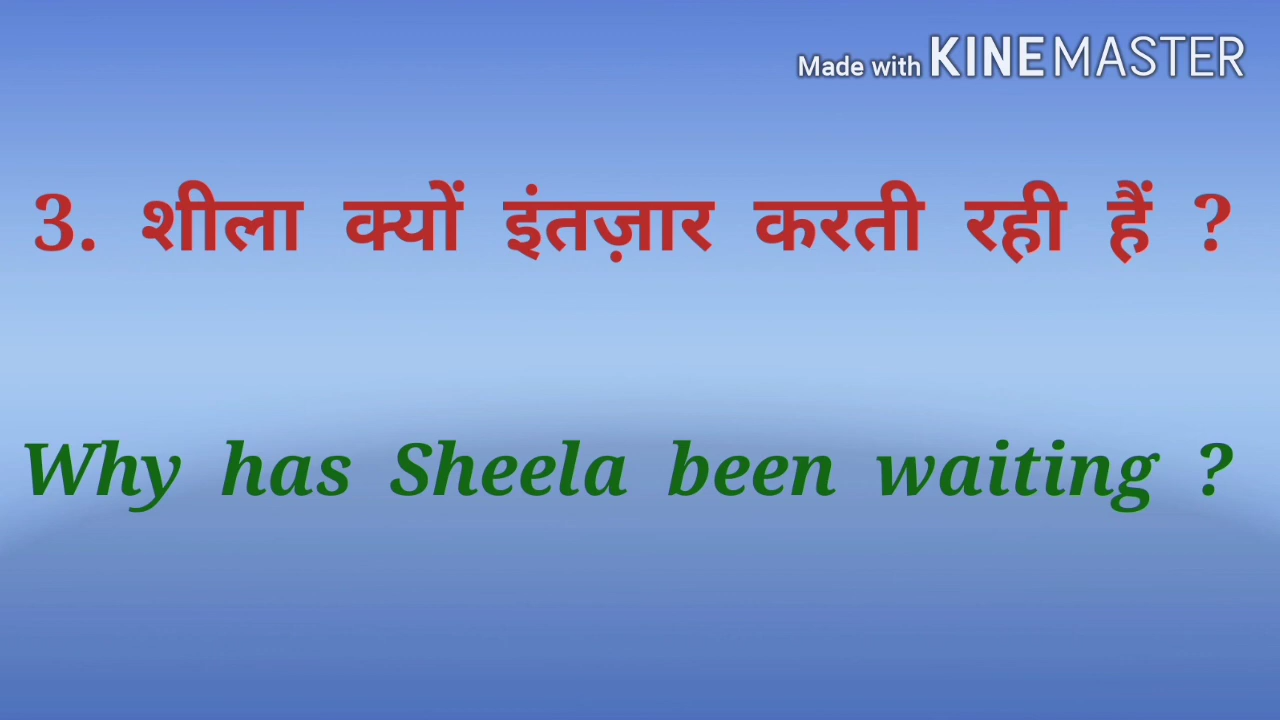 Made with KINEMASTER
3. शीला क्यों इंतज़ार करती रही हैं ?
Why has Sheela been waiting ?